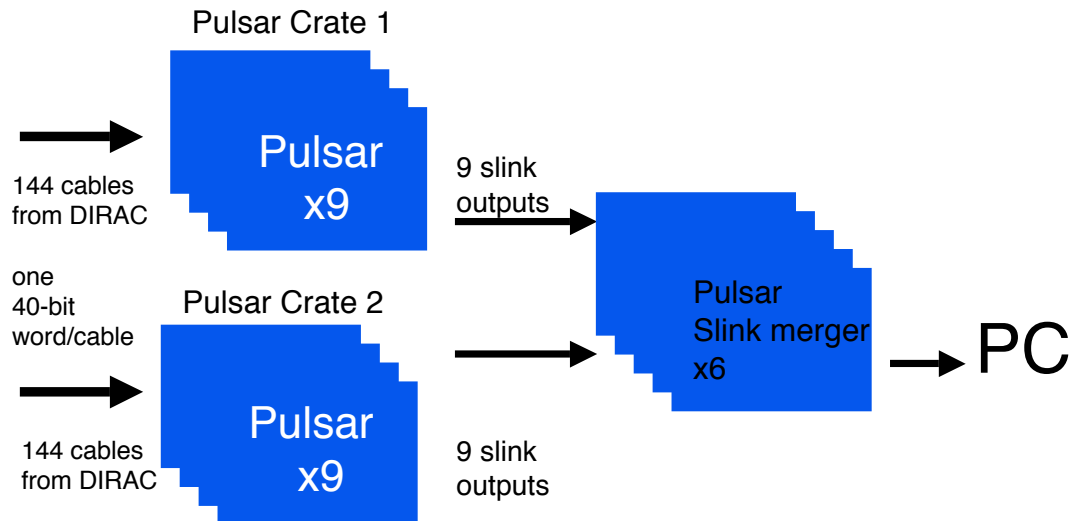 Pulsar Crate 1
Pulsar
x9
144 cables
from DIRAC
9 slink
outputs
one
40-bit
word/cable
Pulsar Crate 2
Pulsar
x9
144 cables
from DIRAC
9 slink
outputs
Pulsar
Slink merger
x6
PC